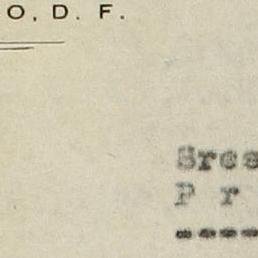 O, D. F.
Sres
P r